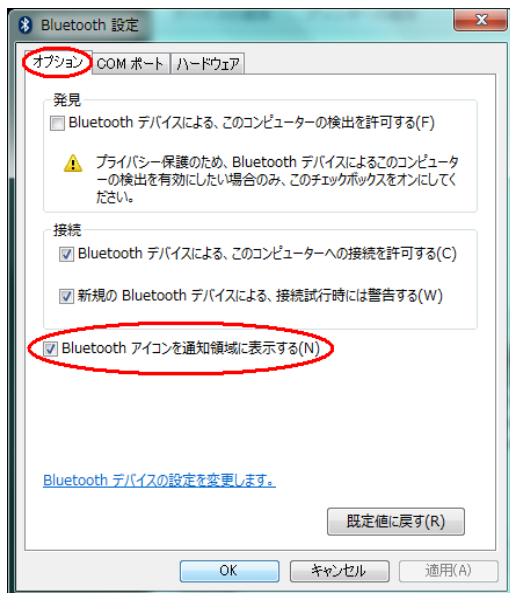 Bluetooth 設定
オプション COM ポート ハードウェア
発見
Bluetooth デバイスによる、このコンピューターの検出を許可する(F)
プライバシー保護のため、Bluetooth デバイスによるこのコンピュータ
ーの検出を有効にしたい場合のみ、このチェックボックスをオンにしてく
ださい。
接続
Bluetooth デバイスによる、このコンピューターへの接続を許可する(C)
新規の Bluetooth デバイスによる、接続試行時には警告する(W)
Bluetooth アイコンを通知領域に表示する(N)
Bluetooth デバイスの設定を変更します。
既定値に戻す(R)
OK キャンセル 適用(A)